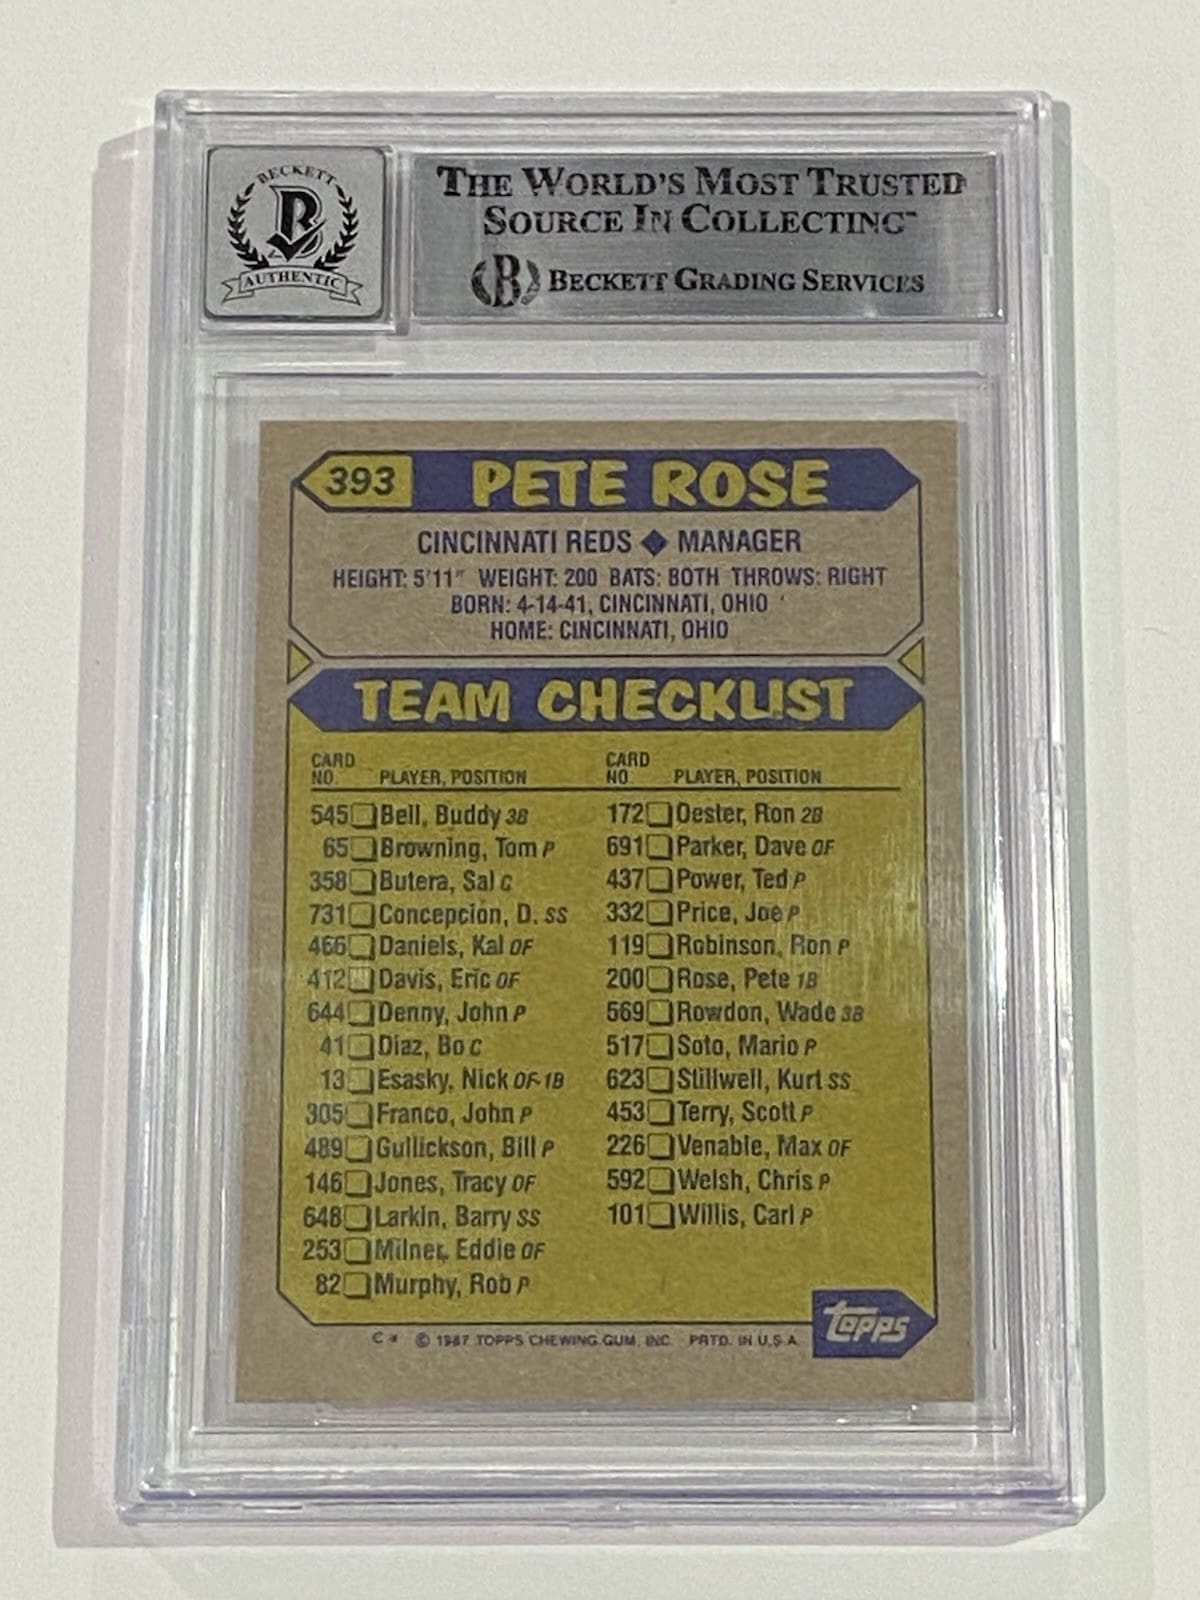 BECKETT
B
AUTHENTIC
THE WORLD'S MOST TRUSTED
SOURCE IN COLLECTING™
B BECKETT GRADING SERVICES
393 PETE ROSE
CINCINNATI REDS ◆ MANAGER
HEIGHT: 5'11" WEIGHT: 200 BATS: BOTH THROWS: RIGHT
BORN: 4-14-41, CINCINNATI, OHIO
HOME: CINCINNATI, OHIO
TEAM CHECKLIST
CARD
NO. PLAYER, POSITION
545 Bell, Buddy 3B
65 Browning, Tom P
358 Butera, Sal C
731 Concepcion, D. SS
466 Daniels, Kal OF
412 Davis, Eric OF
644 Denny, John P
41 Diaz, Bo C
13 Esasky, Nick OF-1B
305 Franco, John P
489 Gullickson, Bill P
146 Jones, Tracy OF
648 Larkin, Barry SS
253 Milner, Eddie OF
82 Murphy, Rob P
CARD
NO. PLAYER, POSITION
172 Oester, Ron 2B
691 Parker, Dave OF
437 Power, Ted P
332 Price, Joe P
119 Robinson, Ron P
200 Rose, Pete 1B
569 Rowdon, Wade 3B
517 Soto, Mario P
623 Stillwell, Kurt SS
453 Terry, Scott P
226 Venable, Max OF
592 Welsh, Chris P
101 Willis, Carl P
C* © 1987 TOPPS CHEWING GUM, INC. PRTD. IN U.S.A.
topps